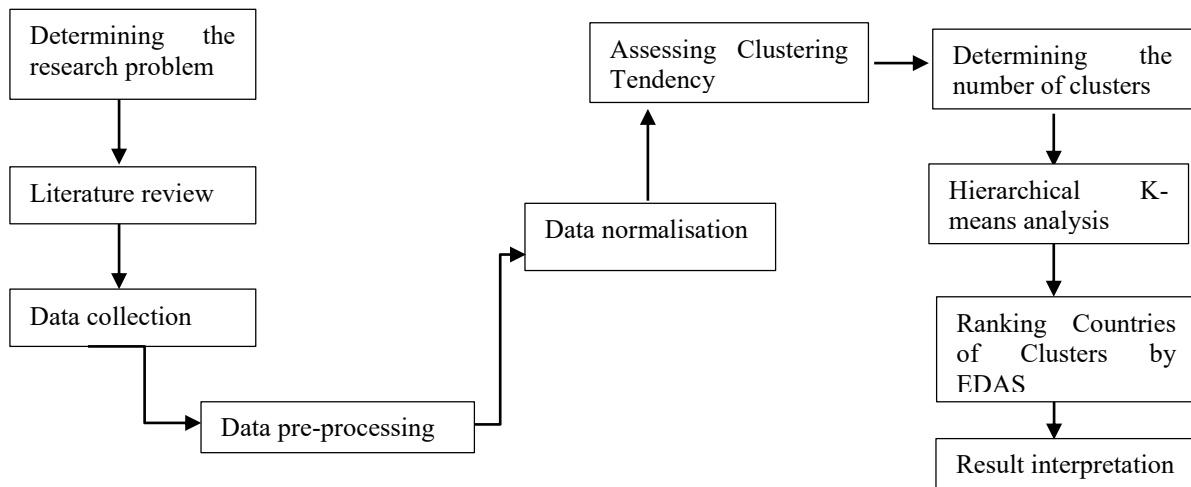 Determining the
research problem
Literature review
Data collection
Data pre-processing
Data normalisation
Assessing Clustering
Tendency
Determining the
number of clusters
Hierarchical K-
means analysis
Ranking Countries
of Clusters by
EDAS
Result interpretation